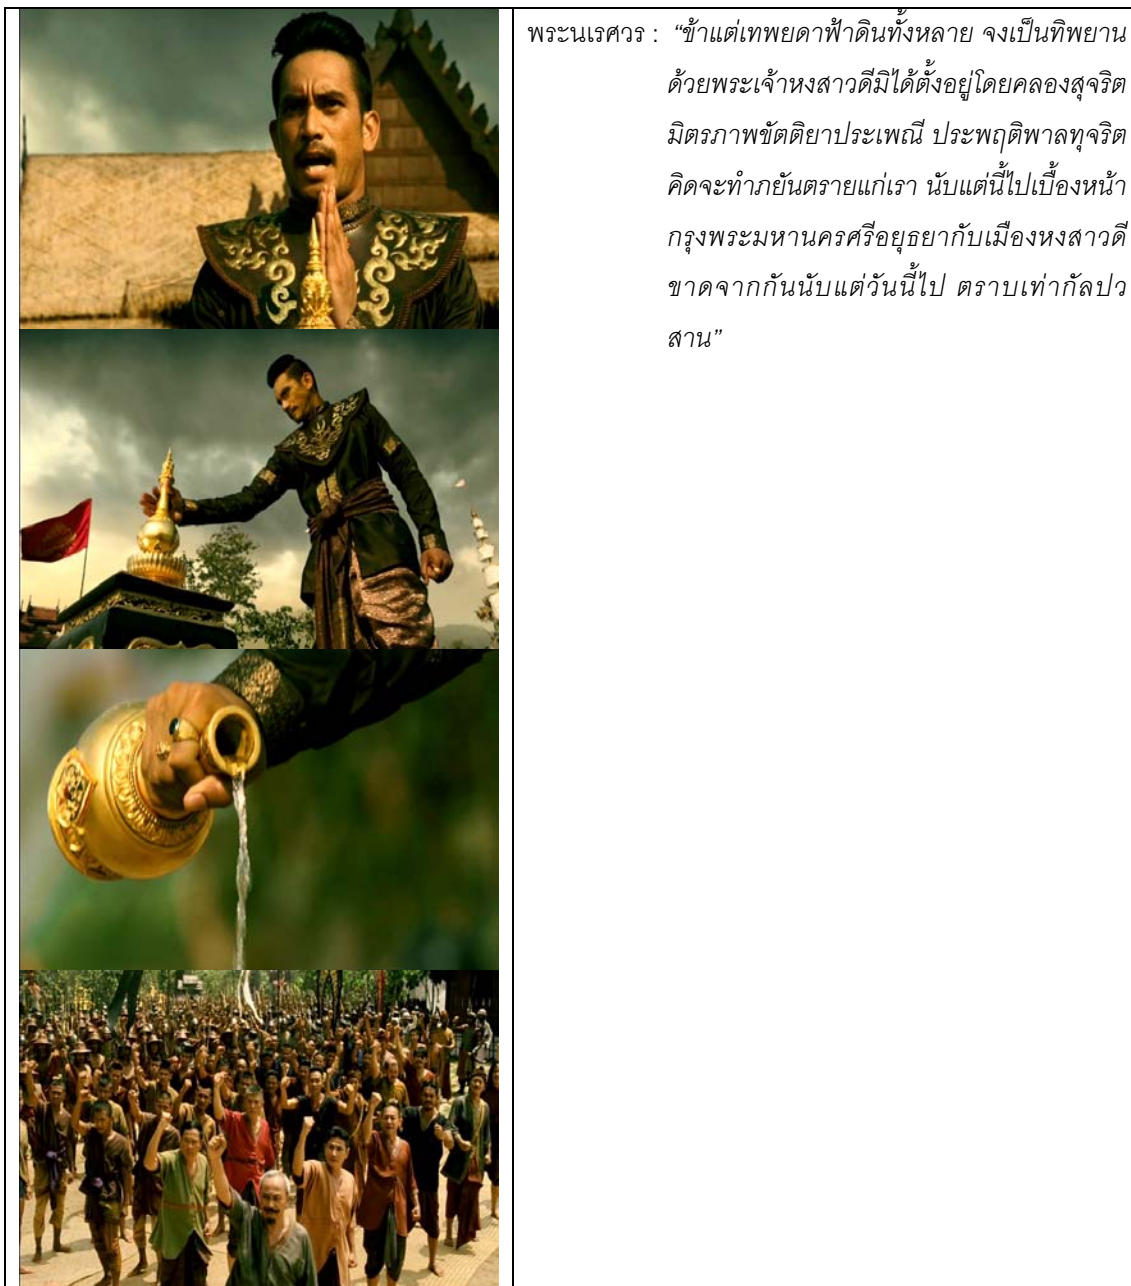 พระนเรศวร : “ข้าแต่เทพยดาฟ้าดินทั้งหลาย จงเป็นทิพยาน
ด้วยพระเจ้าหงสาวดีมิได้ตั้งอยู่โดยคลองสุจริต
มิตรภาพขัตติยาประเพณี ประพฤติพาลทุจริต
คิดจะทำภยันตรายแก่เรา นับแต่นี้ไปเบื้องหน้า
กรุงพระมหานครศรีอยุธยากับเมืองหงสาวดี
ขาดจากกันนับแต่วันนี้ไป ตราบเท่ากัลปว
สาน”